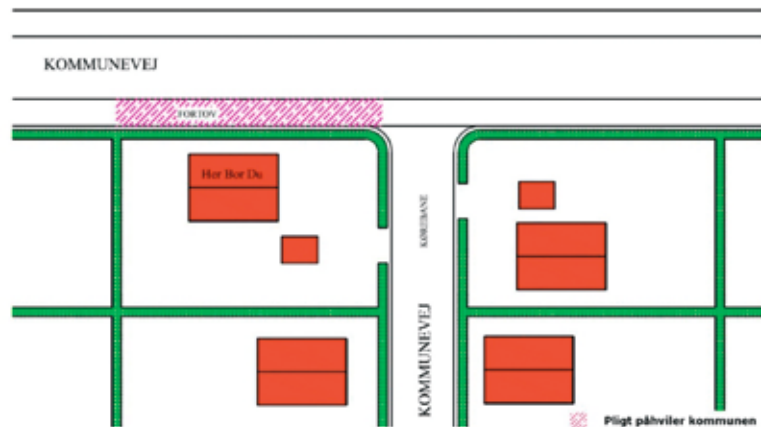 KOMMUNEVEJ
FORTOV
Her Bor Du
KØREBANE
KOMMUNEVEJ
Pligt påhviler kommunen